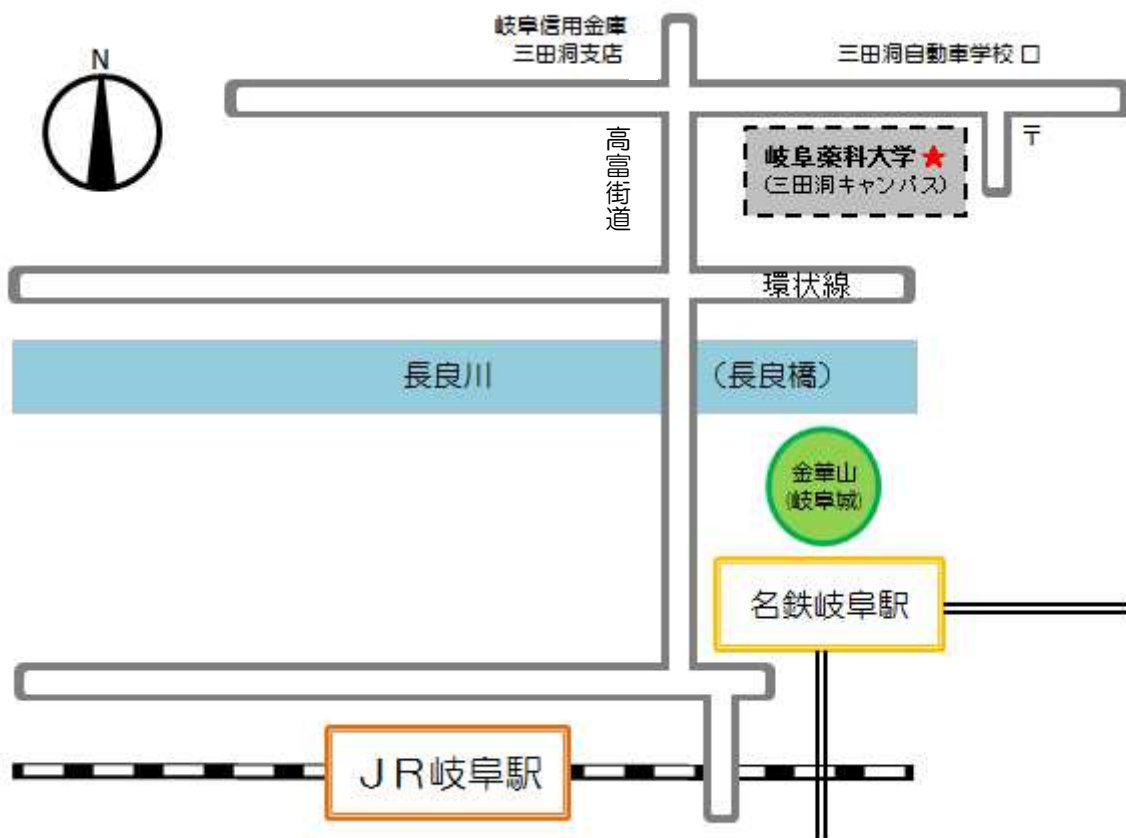 岐阜信用金庫
三田洞支店
三田洞自動車学校 口
N
高富街道
〒
岐阜薬科大学 ★
(三田洞キャンパス)
環状線
長良川
（長良橋）
金華山
(岐阜城)
名鉄岐阜駅
ＪＲ岐阜駅